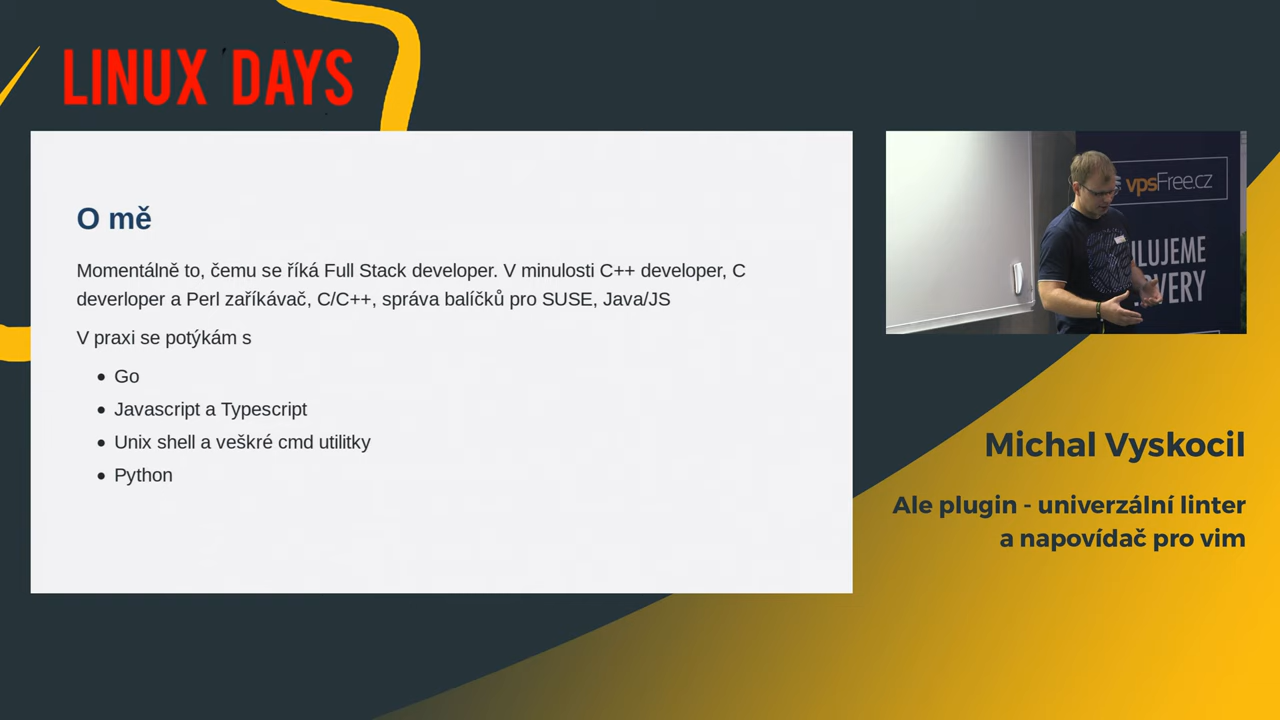 LINUX DAYS
O mě
Momentálně to, čemu se říká Full Stack developer. V minulosti C++ developer, C
deverloper a Perl zaříkávač, C/C++, správa balíčků pro SUSE, Java/JS
V praxi se potýkám s
Go
Javascript a Typescript
Unix shell a veškré cmd utilitky
Python
vpsFree.cz
Michal Vyskocil
Ale plugin - univerzální linter
a napovídač pro vim